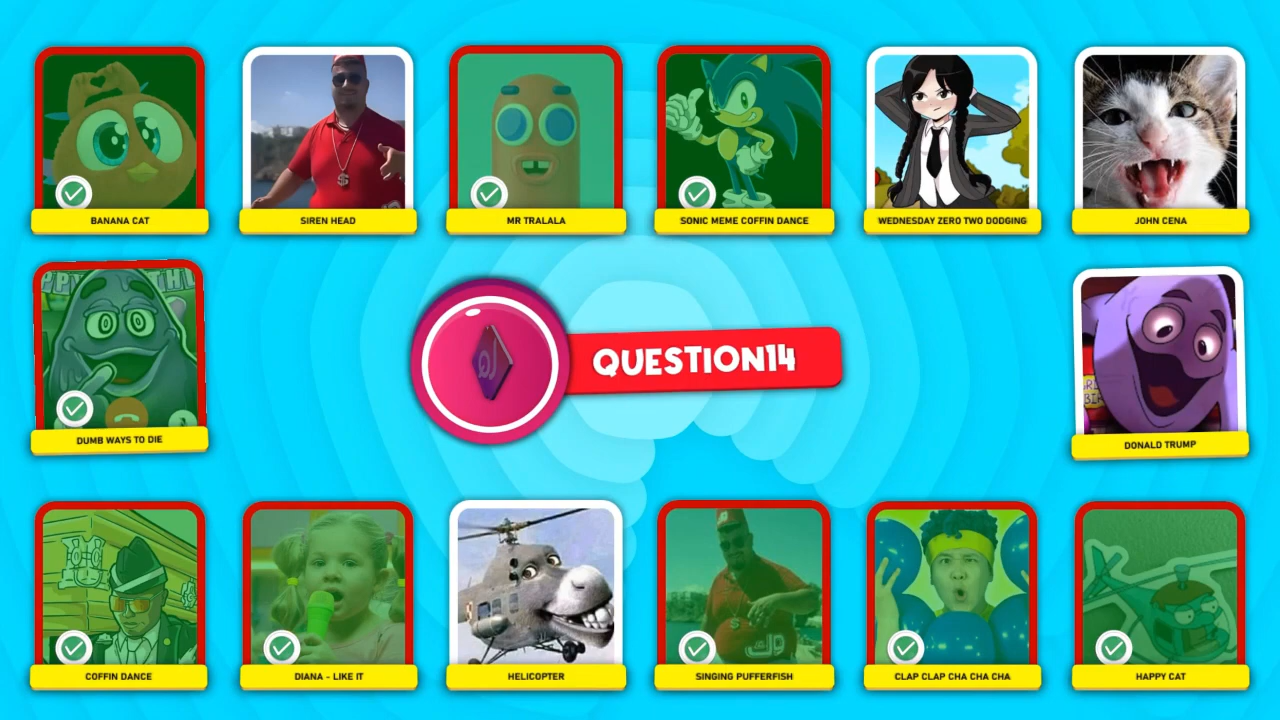 BANANA CAT
SIREN HEAD
MR TRALALA
SONIC MEME COFFIN DANCE
WEDNESDAY ZERO TWO DODGING
JOHN CENA
DUMB WAYS TO DIE
QUESTION14
DONALD TRUMP
COFFIN DANCE
DIANA - LIKE IT
HELICOPTER
SINGING PUFFERFISH
CLAP CLAP CHA CHA CHA
HAPPY CAT